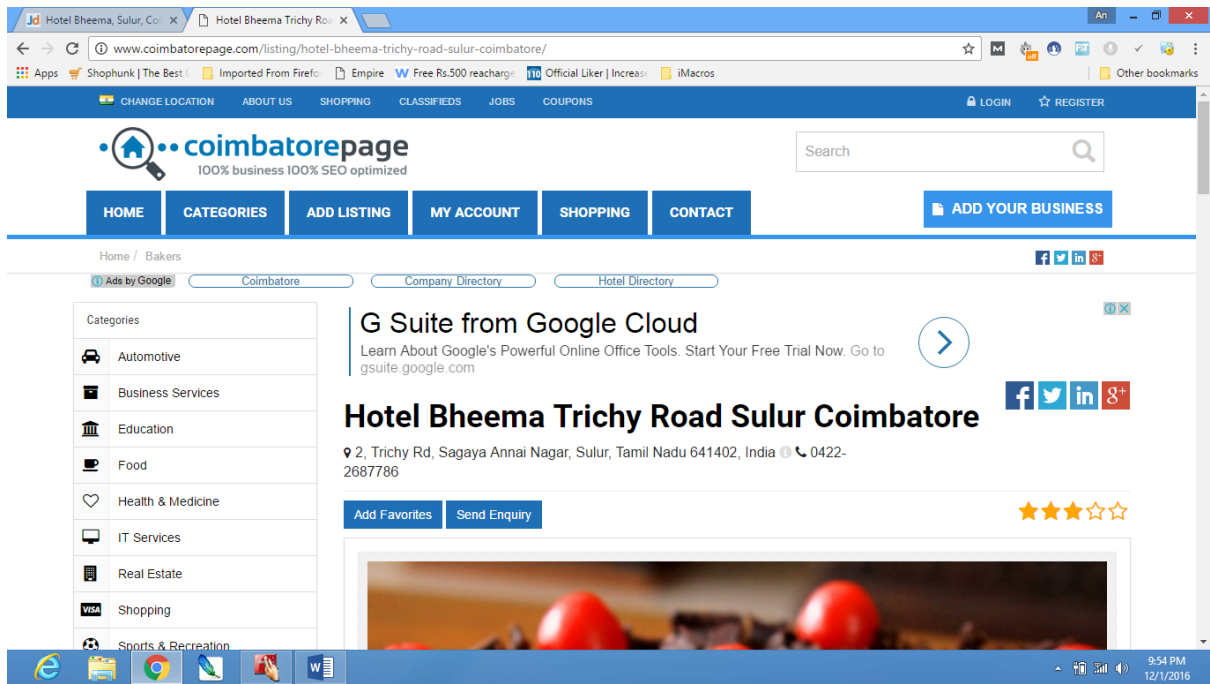 Jd Hotel Bheema, Sulur, Coi
Hotel Bheema Trichy Roa
An
www.coimbatorepage.com/listing/hotel-bheema-trichy-road-sulur-coimbatore/
Apps Shophunk | The Best Imported From Firefo Empire W Free Rs.500 reacharge Official Liker | Increase iMacros Other bookmarks
CHANGE LOCATION ABOUT US SHOPPING CLASSIFIEDS JOBS COUPONS LOGIN REGISTER
coimbatorepage
100% business 100% SEO optimized
Search
HOME CATEGORIES ADD LISTING MY ACCOUNT SHOPPING CONTACT ADD YOUR BUSINESS
Home / Bakers
Ads by Google Coimbatore Company Directory Hotel Directory
Categories
Automotive
Business Services
Education
Food
Health & Medicine
IT Services
Real Estate
VISA Shopping
Sports & Recreation
G Suite from Google Cloud
Learn About Google's Powerful Online Office Tools. Start Your Free Trial Now. Go to
gsuite.google.com
Hotel Bheema Trichy Road Sulur Coimbatore
2, Trichy Rd, Sagaya Annai Nagar, Sulur, Tamil Nadu 641402, India 0422-
2687786
Add Favorites Send Enquiry
9:54 PM
12/1/2016